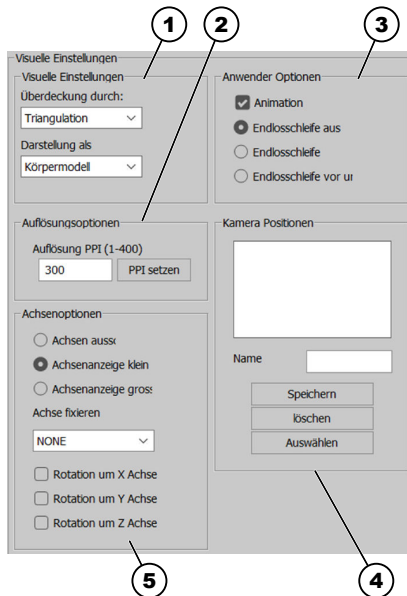 1
2
3
Visuelle Einstellungen
Visuelle Einstellungen
Überdeckung durch:
Triangulation
Darstellung als
Körpermodell
Anwender Optionen
Animation
Endlosschleife aus
Endlosschleife
Endlosschleife vor ur
Auflösungsoptionen
Auflösung PPI (1-400)
300
PPI setzen
Kamera Positionen
Name
Speichern
löschen
Auswählen
Achsenoptionen
Achsen aussc
Achsenanzeige klein
Achsenanzeige gross
Achse fixieren
NONE
Rotation um X Achse
Rotation um Y Achse
Rotation um Z Achse
5
4